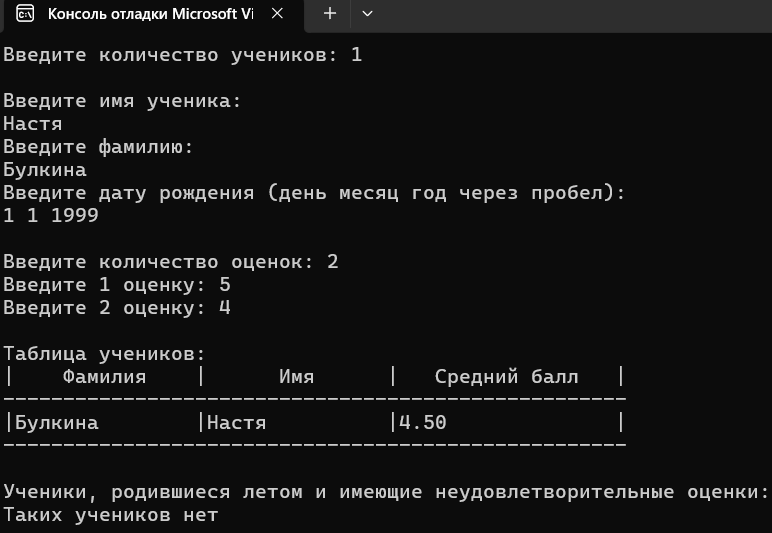 Консоль отладки Microsoft Vi
Введите количество учеников: 1
Введите имя ученика:
Настя
Введите фамилию:
Булкина
Введите дату рождения (день месяц год через пробел):
1 1 1999
Введите количество оценок: 2
Введите 1 оценку: 5
Введите 2 оценку: 4
Таблица учеников:
| Фамилия | Имя | Средний балл |
----------------------------------------------------
|Булкина |Настя |4.50 |
----------------------------------------------------
Ученики, родившиеся летом и имеющие неудовлетворительные оценки:
Таких учеников нет